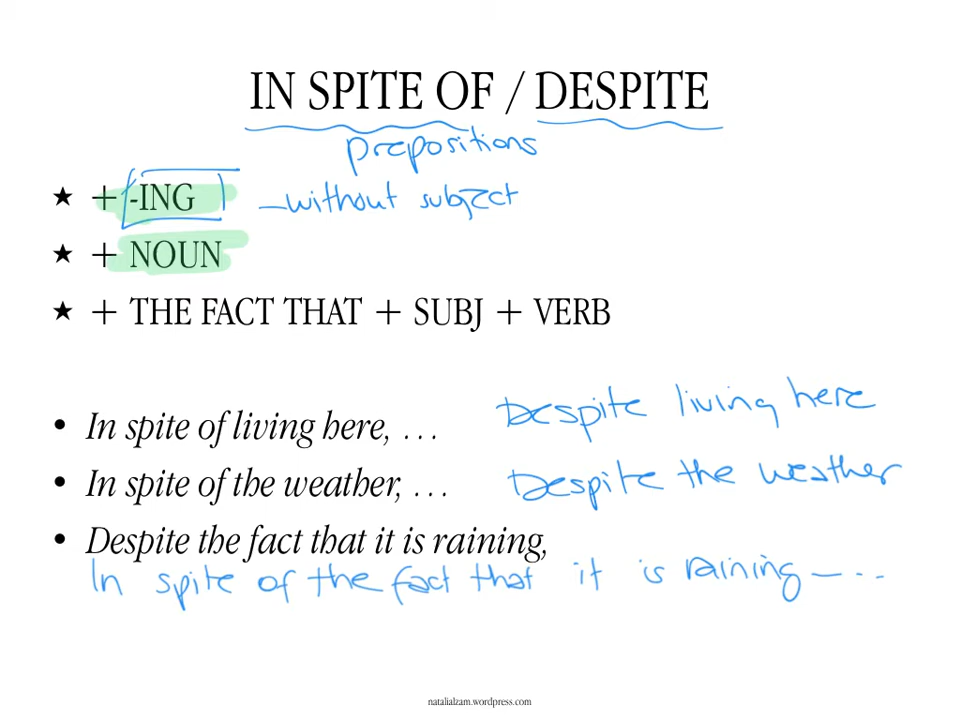 IN SPITE OF / DESPITE
prepositions
★ + -ING - without subject
★ + NOUN
★ + THE FACT THAT + SUBJ + VERB
• In spite of living here, … Despite living here
• In spite of the weather, … Despite the weather
• Despite the fact that it is raining,
In spite of the fact that it is raining - . .
natalialzam.wordpress.com